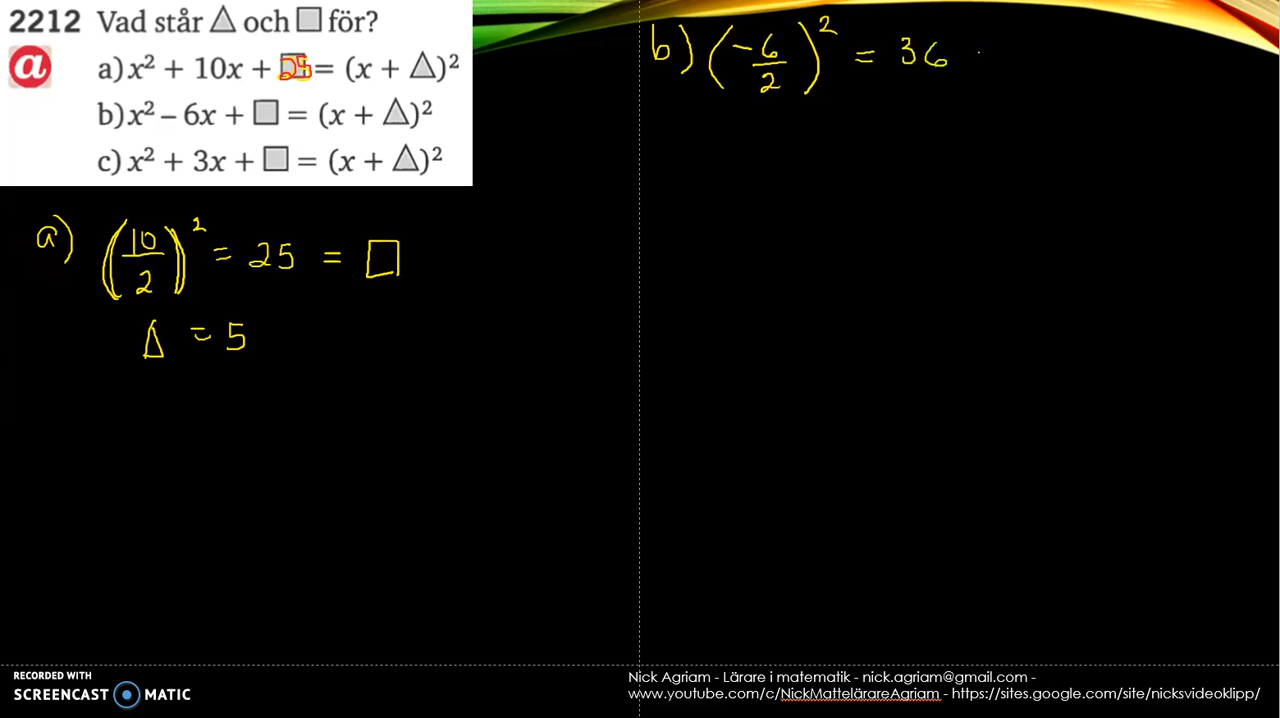 2212 Vad står △ och □ för?
a
a) x² + 10x + 25 = (x + △)²
b) x² – 6x + □ = (x + △)²
c) x² + 3x + □ = (x + △)²
a) (10/2)² = 25 = □
△ = 5
b) (-6/2)² = 36
RECORDED WITH
SCREENCAST MATIC
Nick Agriam - Lärare i matematik - nick.agriam@gmail.com -
www.youtube.com/c/NickMattelärareAgriam - https://sites.google.com/site/nicksvideoklipp/